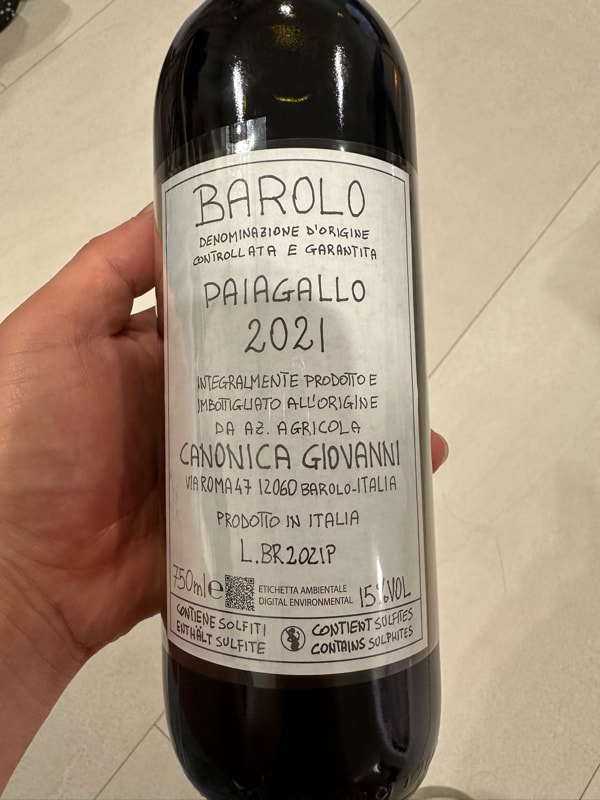 BAROLO
DENOMINAZIONE D'ORIGINE
CONTROLLATA E GARANTITA
PAIAGALLO
2021
INTEGRALMENTE PRODOTTO E
IMBOTTIGLIATO ALL'ORIGINE
DA AZ. AGRICOLA
CANONICA GIOVANNI
VIA ROMA 47 12060 BAROLO-ITALIA
PRODOTTO IN ITALIA
L.BR2021P
750ml e ETICHETTA AMBIENTALE 15%VOL
DIGITAL ENVIRONMENTAL
CONTIENE SOLFITI CONTIENT SULFITES
ENTHÄLT SULFITE CONTAINS SULPHITES